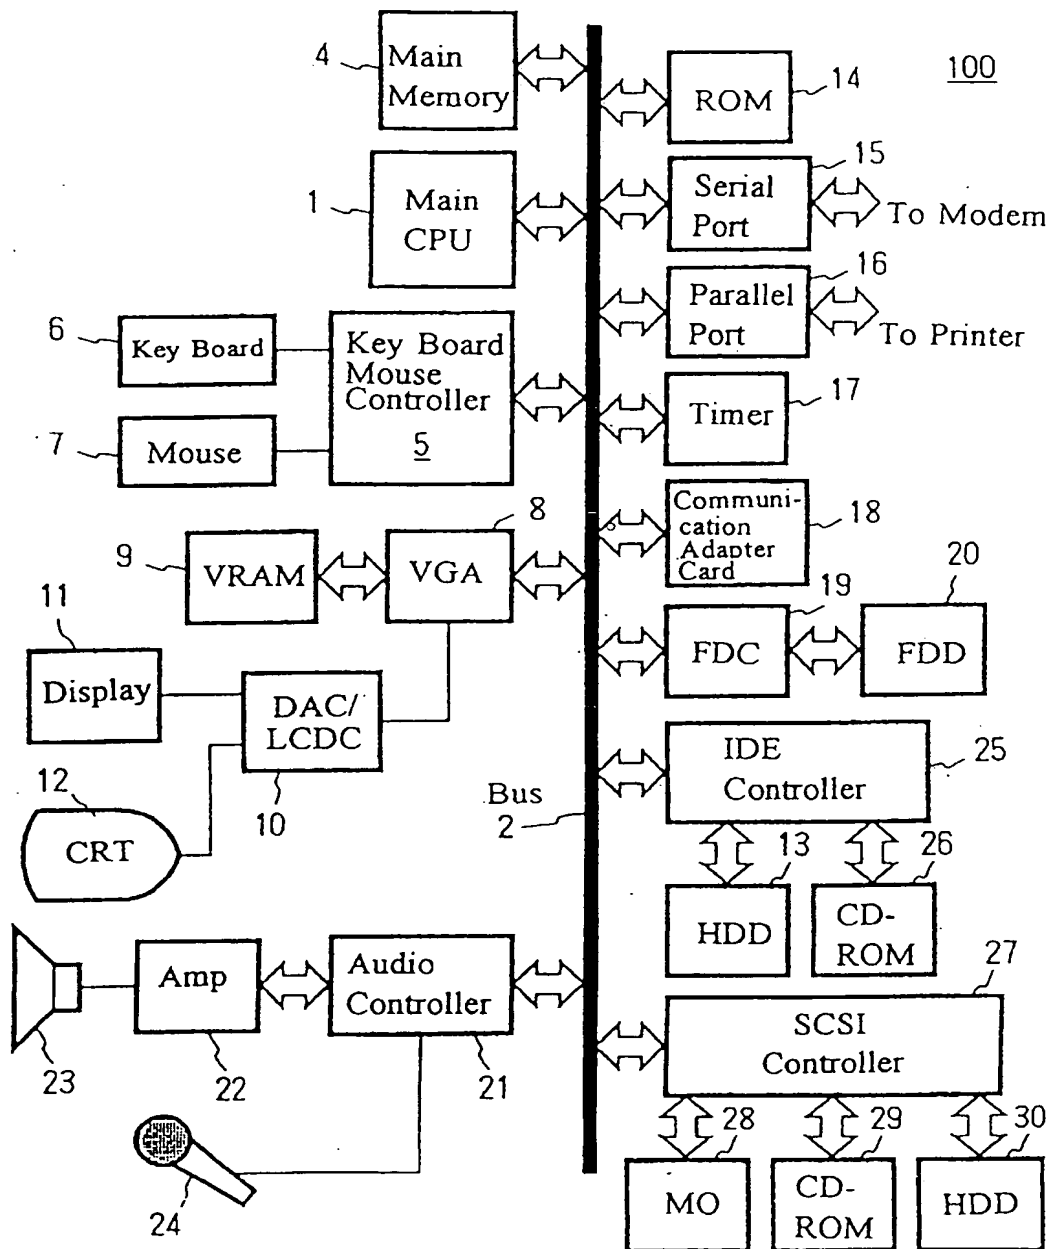 4
Main
Memory
100
ROM
14
1
Main
CPU
15
Serial
Port
To Modem
16
Parallel
Port
To Printer
6
Key Board
Key Board
Mouse
Controller
5
7
Mouse
Timer
17
Communi-
cation
Adapter
Card
18
8
9
VRAM
VGA
19
20
FDC
FDD
11
Display
DAC/
LCDC
10
12
CRT
Bus
2
IDE
Controller
25
13
26
HDD
CD-
ROM
Amp
22
23
Audio
Controller
21
24
27
SCSI
Controller
28
29
30
MO
CD-
ROM
HDD